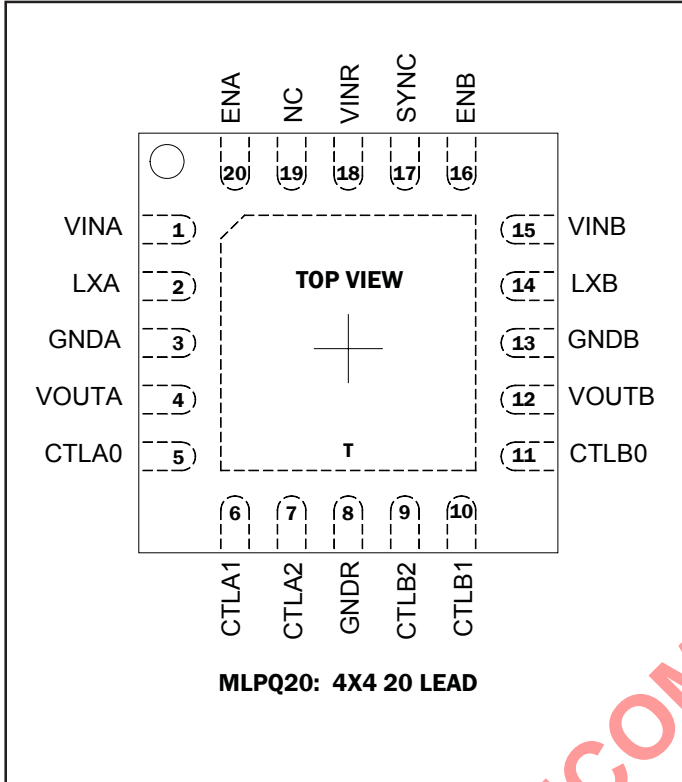 ENA
NC
VINR
SYNC
ENB
20
19
18
17
16
VINA
1
15
VINB
LXA
2
TOP VIEW
14
LXB
GNDA
3
13
GNDB
VOUTA
4
12
VOUTB
CTLA0
5
T
11
CTLB0
6
7
8
9
10
CTLA1
CTLA2
GNDR
CTLB2
CTLB1
MLPQ20: 4X4 20 LEAD